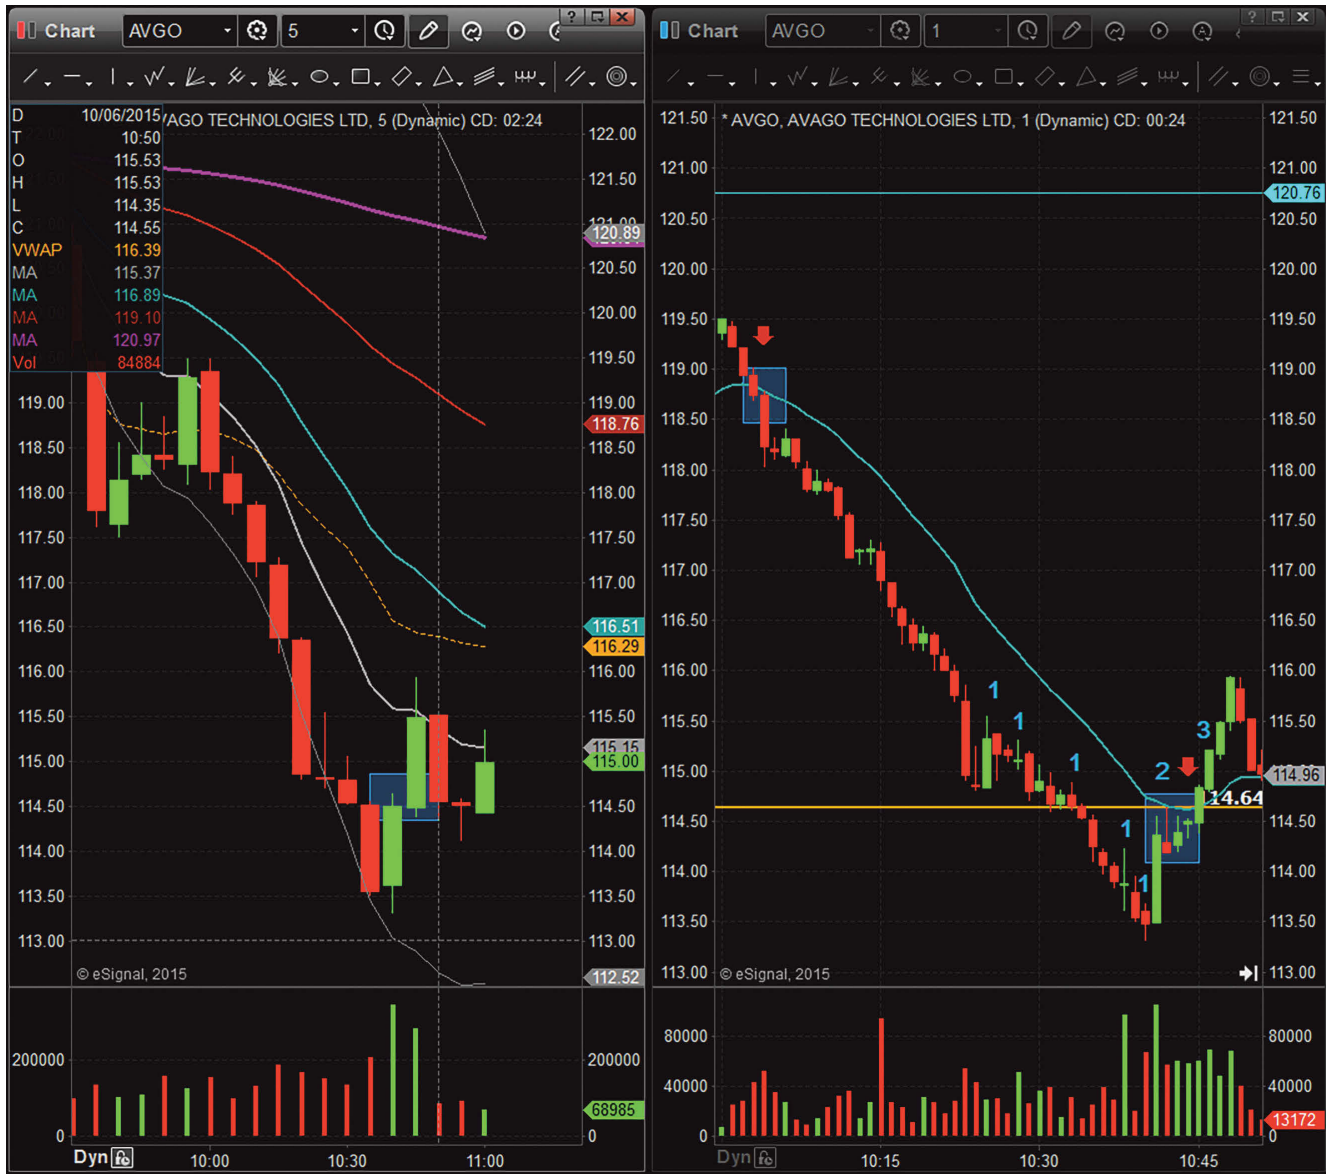 Chart AVGO 5
D 10/06/2015
T 10:50
O 115.53
H 115.53
L 114.35
C 114.55
VWAP 116.39
MA 115.37
MA 116.89
MA 119.10
MA 120.97
Vol 84884
VAGO TECHNOLOGIES LTD, 5 (Dynamic) CD: 02:24
122.00
121.50
121.00
120.89
120.50
120.00
119.50
119.00 119.00
118.76
118.50 118.50
118.00 118.00
117.50 117.50
117.00 117.00
116.50
116.51
116.29
116.00 116.00
115.50 115.50
115.15
115.00 115.00
114.50 114.50
114.00 114.00
113.50 113.50
113.00 113.00
112.52
© eSignal, 2015
200000 200000
68985
0 0
Dyn 10:00 10:30 11:00
Chart AVGO 1
* AVGO, AVAGO TECHNOLOGIES LTD, 1 (Dynamic) CD: 00:24
121.50 121.50
121.00 121.00
120.76
120.50 120.50
120.00 120.00
119.50 119.50
119.00 119.00
118.50 118.50
118.00 118.00
117.50 117.50
117.00 117.00
116.50 116.50
116.00 116.00
1
115.50 1 3 115.50
115.00 1 2
114.96
14.64
114.50 1 114.50
114.00 1 114.00
113.50 113.50
113.00 © eSignal, 2015 113.00
80000 80000
40000 40000
13172
0 0
Dyn 10:15 10:30 10:45